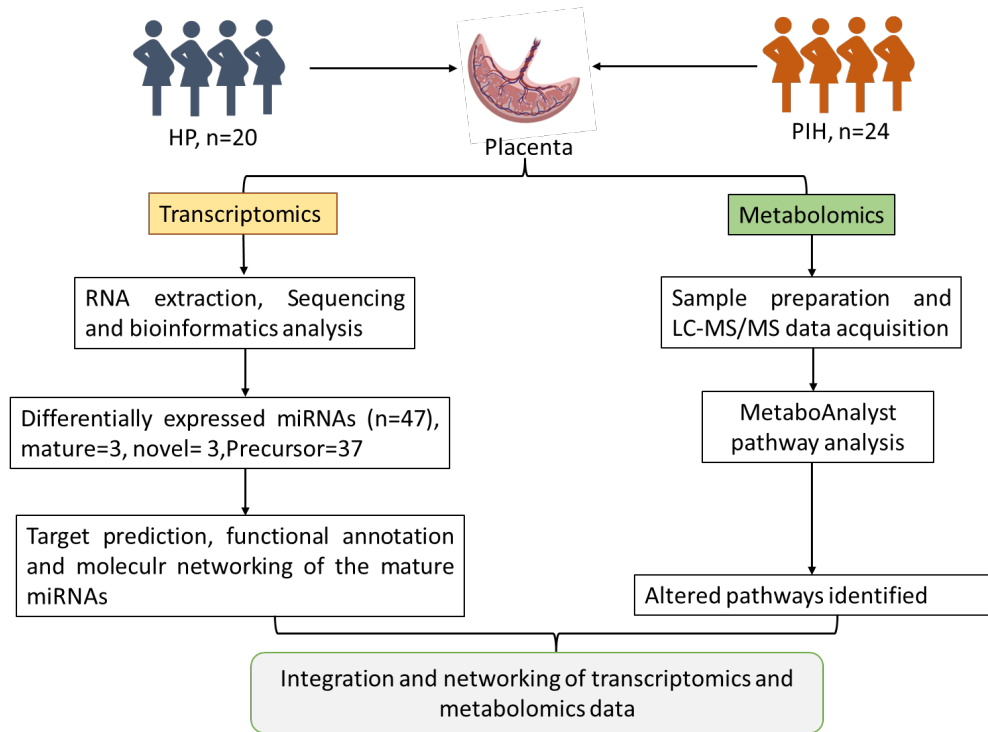 HP, n=20
Placenta
PIH, n=24
Transcriptomics
Metabolomics
RNA extraction, Sequencing
and bioinformatics analysis
Sample preparation and
LC-MS/MS data acquisition
Differentially expressed miRNAs (n=47),
mature=3, novel= 3,Precursor=37
MetaboAnalyst
pathway analysis
Target prediction, functional annotation
and moleculr networking of the mature
miRNAs
Altered pathways identified
Integration and networking of transcriptomics and
metabolomics data